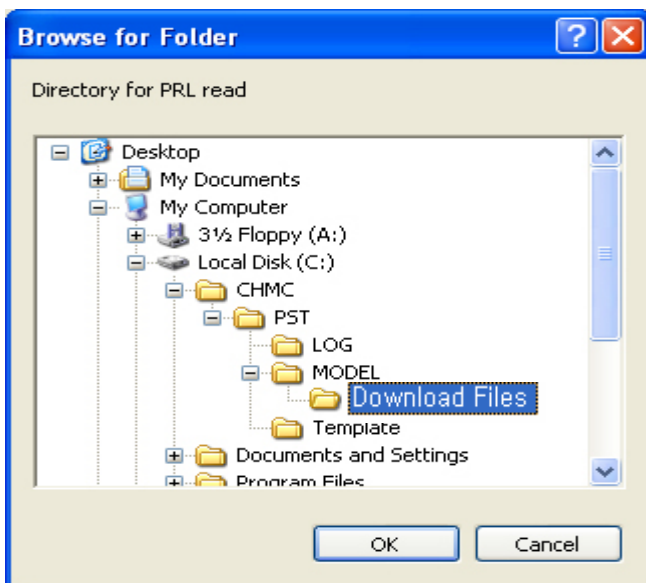 Browse for Folder
Directory for PRL read
Desktop
My Documents
My Computer
3½ Floppy (A:)
Local Disk (C:)
CHMC
PST
LOG
MODEL
Download Files
Template
Documents and Settings
Program Files
OK Cancel